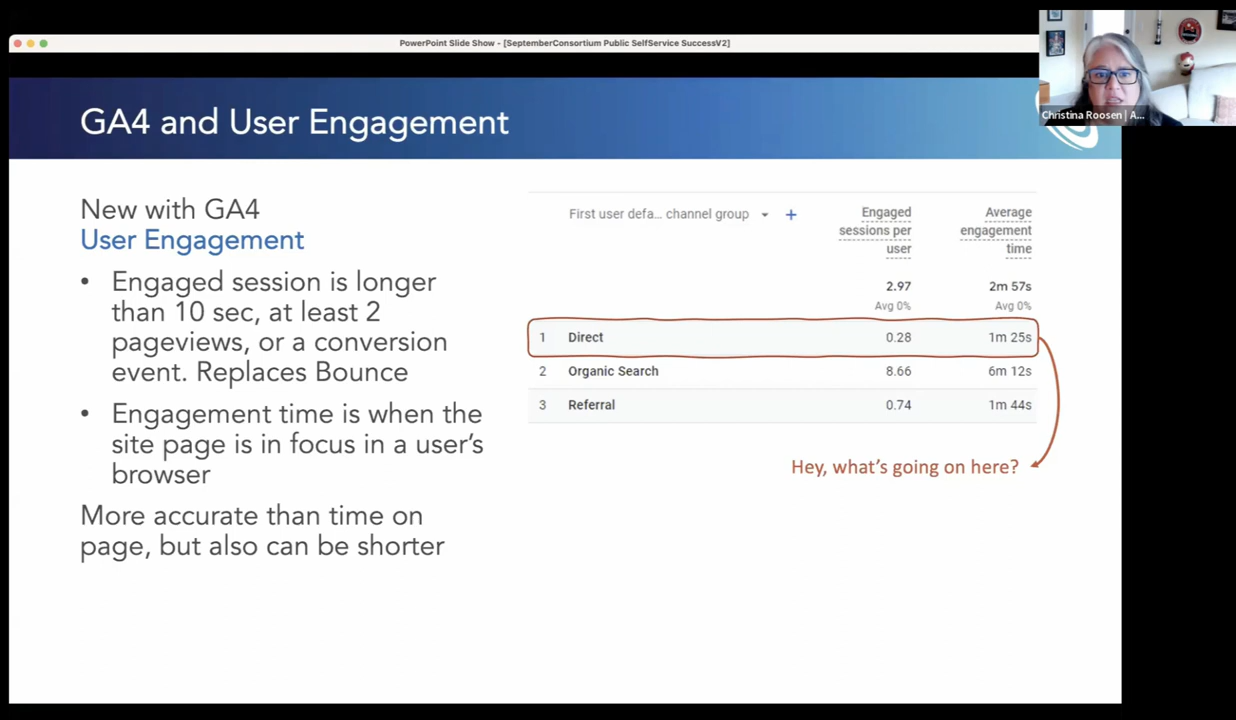 PowerPoint Slide Show - [SeptemberConsortium Public SelfService SuccessV2]
Christina Roosen | A...
GA4 and User Engagement
New with GA4
User Engagement
• Engaged session is longer
than 10 sec, at least 2
pageviews, or a conversion
event. Replaces Bounce
• Engagement time is when the
site page is in focus in a user's
browser
More accurate than time on
page, but also can be shorter
First user defa... channel group
Engaged
sessions per
user
Average
engagement
time
2.97 2m 57s
Avg 0% Avg 0%
1 Direct 0.28 1m 25s
2 Organic Search 8.66 6m 12s
3 Referral 0.74 1m 44s
Hey, what's going on here?